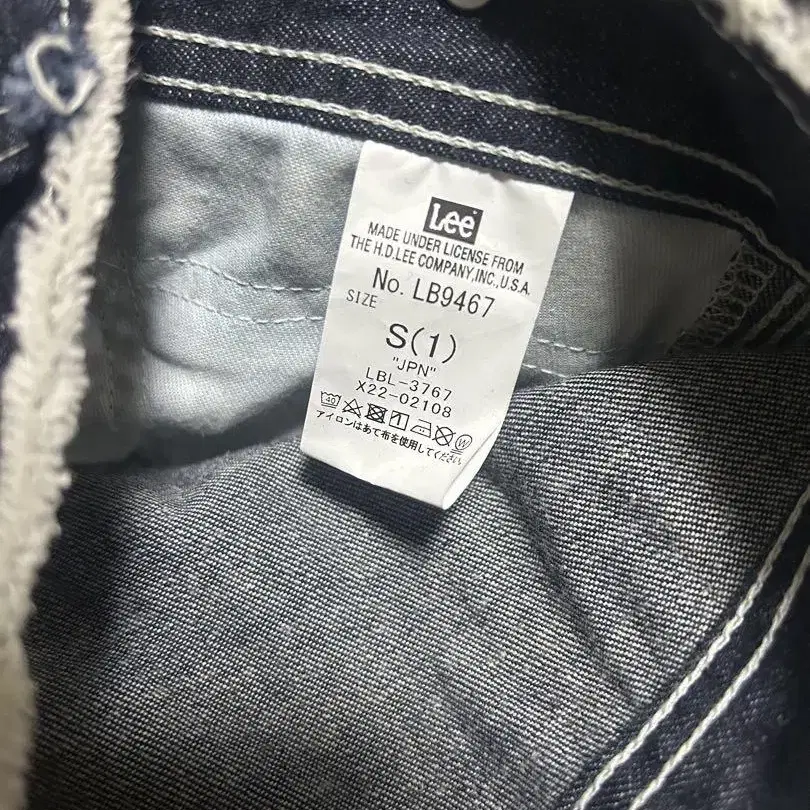 Lee
MADE UNDER LICENSE FROM
THE H.D.LEE COMPANY,INC.,U.S.A.
No. LB9467
SIZE
S(1)
"JPN"
LBL-3767
X22-02108
40 W
アイロンはあて布を使用してください